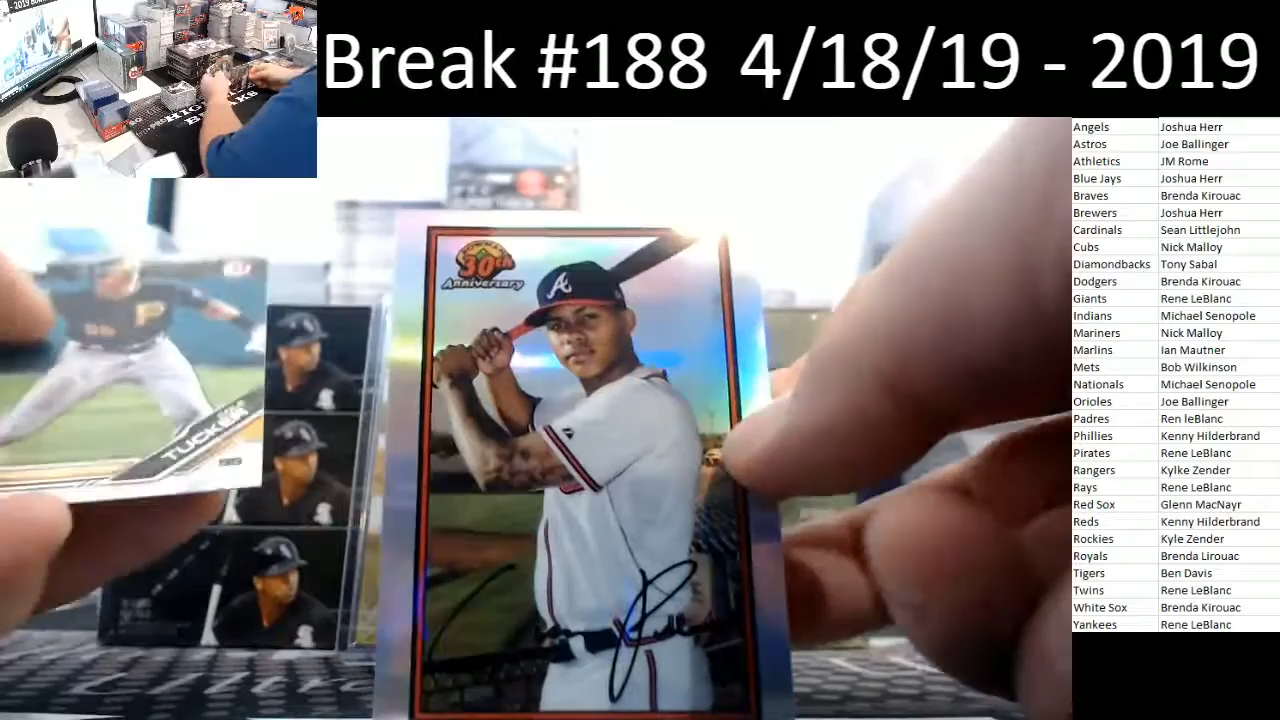 Break #188 4/18/19 - 2019
Angels Joshua Herr
Astros Joe Ballinger
Athletics JM Rome
Blue Jays Joshua Herr
Braves Brenda Kirouac
Brewers Joshua Herr
Cardinals Sean Littlejohn
Cubs Nick Malloy
Diamondbacks Tony Sabal
Dodgers Brenda Kirouac
Giants Rene LeBlanc
Indians Michael Senopole
Mariners Nick Malloy
Marlins Ian Mautner
Mets Bob Wilkinson
Nationals Michael Senopole
Orioles Joe Ballinger
Padres Ren leBlanc
Phillies Kenny Hilderbrand
Pirates Rene LeBlanc
Rangers Kylke Zender
Rays Rene LeBlanc
Red Sox Glenn MacNayr
Reds Kenny Hilderbrand
Rockies Kyle Zender
Royals Brenda Lirouac
Tigers Ben Davis
Twins Rene LeBlanc
White Sox Brenda Kirouac
Yankees Rene LeBlanc
30th
Anniversary
A
P
TUCKER